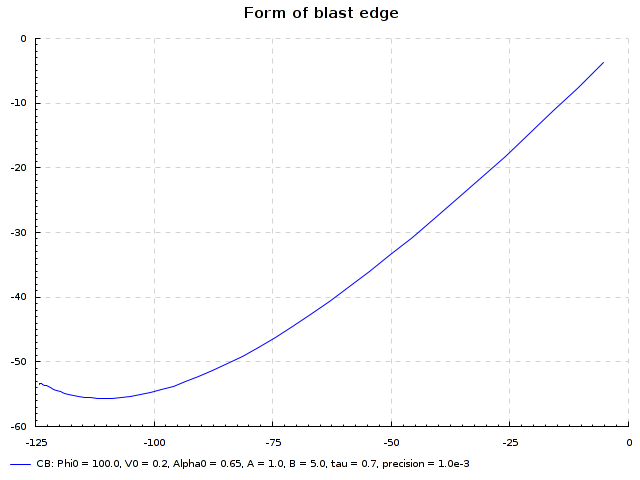 Form of blast edge
0
-10
-20
-30
-40
-50
-60
-125 -100 -75 -50 -25 0
CB: Phi0 = 100.0, V0 = 0.2, Alpha0 = 0.65, A = 1.0, B = 5.0, tau = 0.7, precision = 1.0e-3